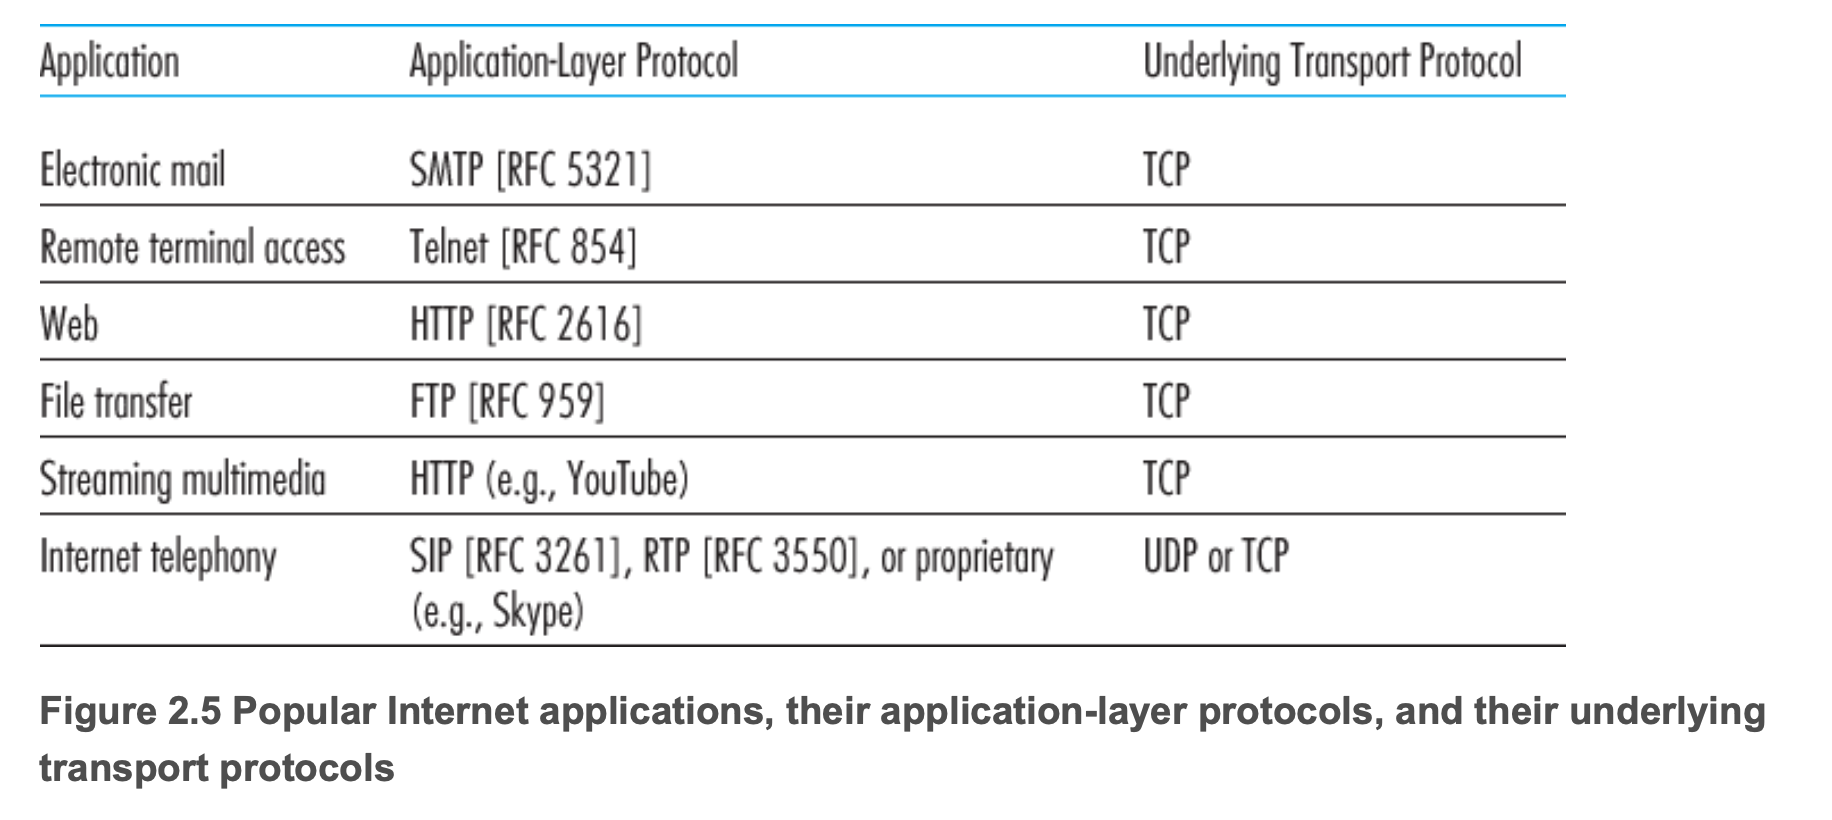 Application Application-Layer Protocol Underlying Transport Protocol
Electronic mail SMTP [RFC 5321] TCP
Remote terminal access Telnet [RFC 854] TCP
Web HTTP [RFC 2616] TCP
File transfer FTP [RFC 959] TCP
Streaming multimedia HTTP (e.g., YouTube) TCP
Internet telephony SIP [RFC 3261], RTP [RFC 3550], or proprietary UDP or TCP
(e.g., Skype)
Figure 2.5 Popular Internet applications, their application-layer protocols, and their underlying
transport protocols